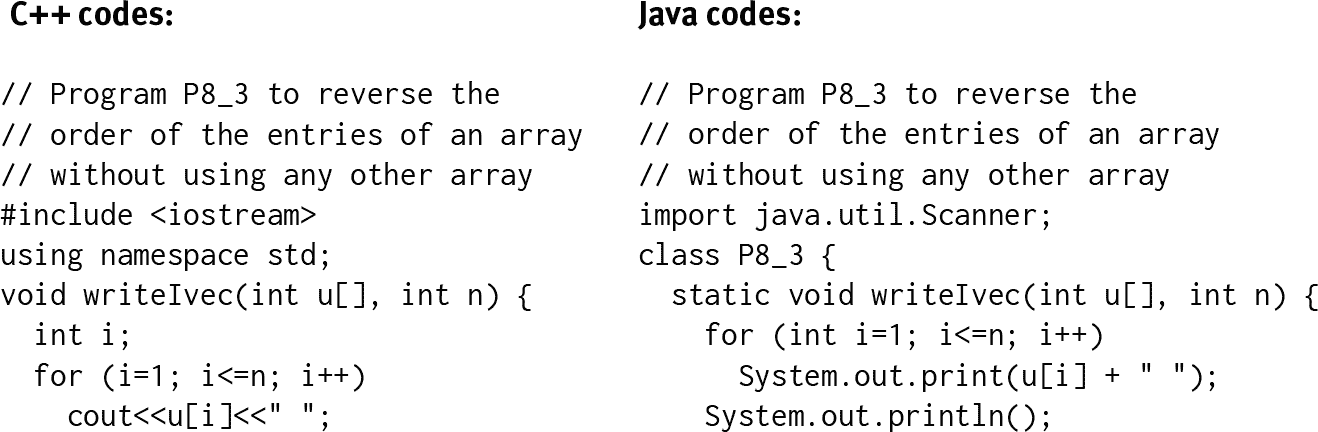 C++ codes:
// Program P8_3 to reverse the
// order of the entries of an array
// without using any other array
#include <iostream>
using namespace std;
void writeIvec(int u[], int n) {
  int i;
  for (i=1; i<=n; i++)
    cout<<u[i]<<" ";
Java codes:
// Program P8_3 to reverse the
// order of the entries of an array
// without using any other array
import java.util.Scanner;
class P8_3 {
  static void writeIvec(int u[], int n) {
    for (int i=1; i<=n; i++)
      System.out.print(u[i] + " ");
    System.out.println();